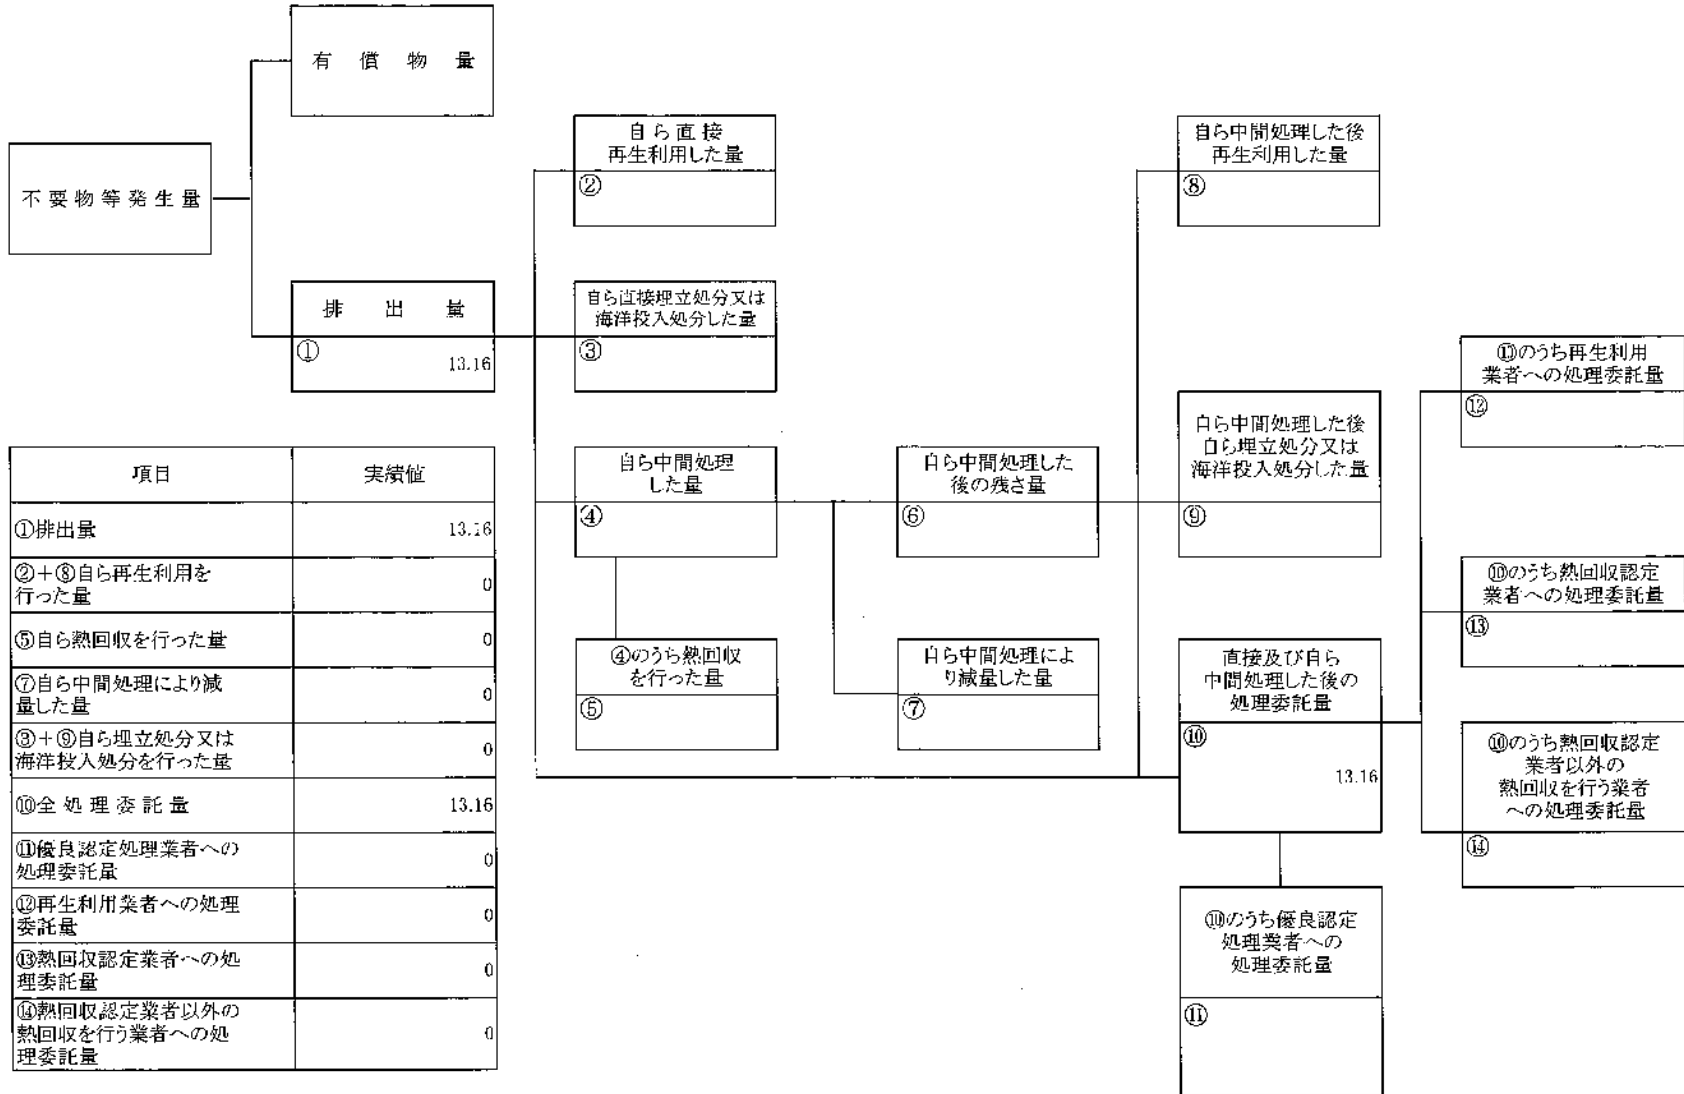 有償物量
不要物等発生量
排出量
①
13.16
自ら直接
再生利用した量
②
自ら直接埋立処分又は
海洋投入処分した量
③
自ら中間処理
した量
④
④のうち熱回収
を行った量
⑤
自ら中間処理した
後の残さ量
⑥
自ら中間処理によ
り減量した量
⑦
自ら中間処理した後
再生利用した量
⑧
自ら中間処理した後
自ら埋立処分又は
海洋投入処分した量
⑨
直接及び自ら
中間処理した後の
処理委託量
⑩
13.16
⑩のうち優良認定
処理業者への
処理委託量
⑪
⑩のうち再生利用
業者への処理委託量
⑫
⑩のうち熱回収認定
業者への処理委託量
⑬
⑩のうち熱回収認定
業者以外の
熱回収を行う業者
への処理委託量
⑭
項目 実績値
①排出量 13.16
②+⑧自ら再生利用を
行った量 0
⑤自ら熱回収を行った量 0
⑦自ら中間処理により減
量した量 0
③+⑨自ら埋立処分又は
海洋投入処分を行った量 0
⑩全処理委託量 13.16
⑪優良認定処理業者への
処理委託量 0
⑫再生利用業者への処理
委託量 0
⑬熱回収認定業者への処
理委託量 0
⑭熱回収認定業者以外の
熱回収を行う業者への処
理委託量 0